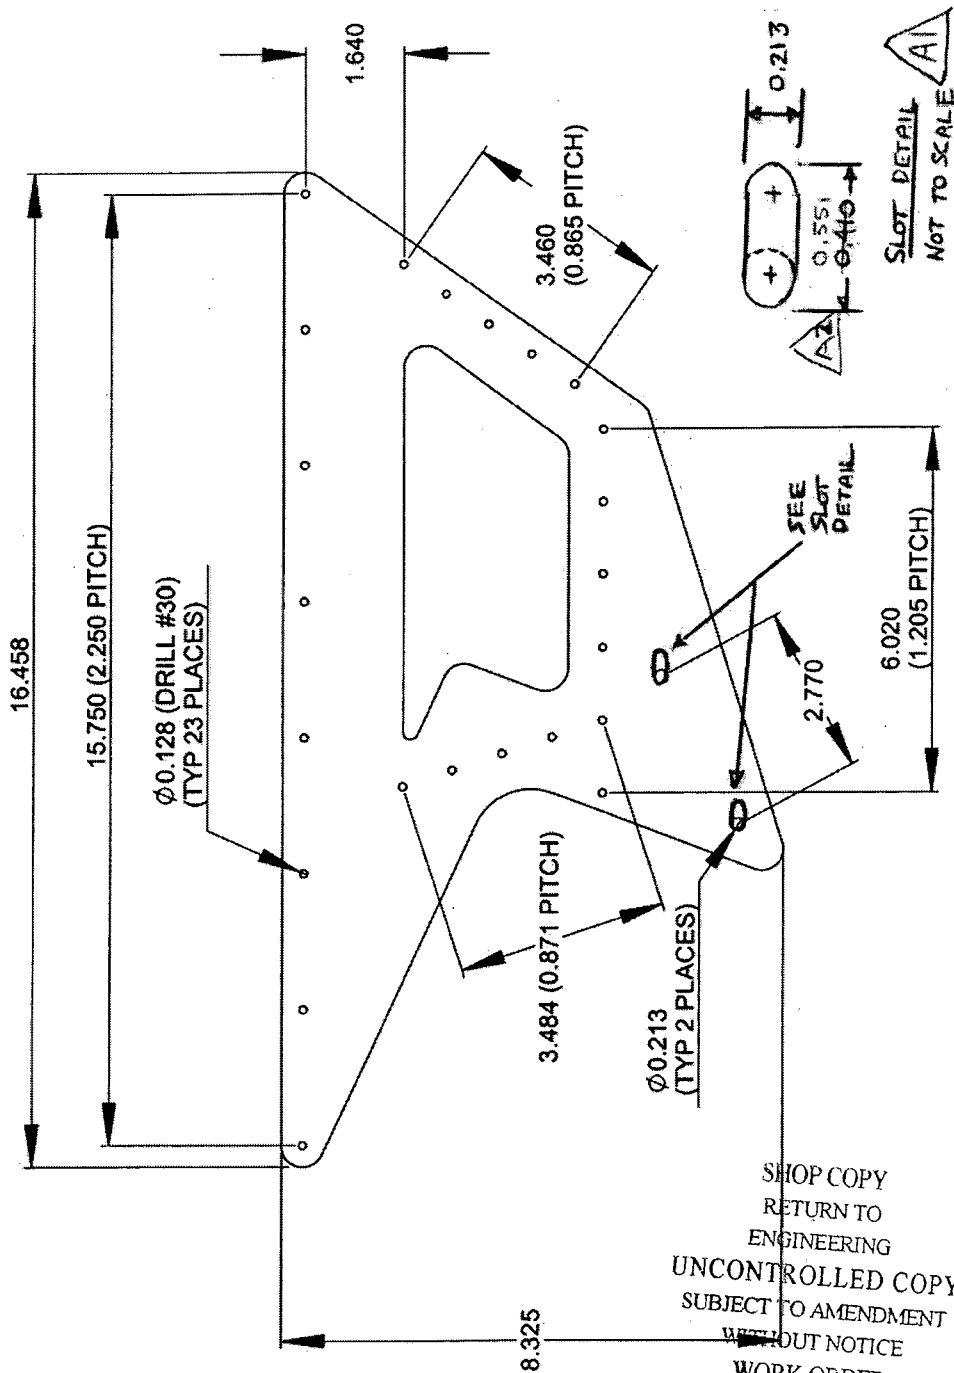 16.458
15.750 (2.250 PITCH)
Ø0.128 (DRILL #30)
(TYP 23 PLACES)
1.640
3.460
(0.865 PITCH)
0.213
0.551
0.410
A2
SLOT DETAIL
NOT TO SCALE
A1
SEE
SLOT
DETAIL
6.020
(1.205 PITCH)
2.770
3.484 (0.871 PITCH)
Ø0.213
(TYP 2 PLACES)
8.325
SHOP COPY
RETURN TO
ENGINEERING
UNCONTROLLED COPY
SUBJECT TO AMENDMENT
WITHOUT NOTICE
WORK ORDER